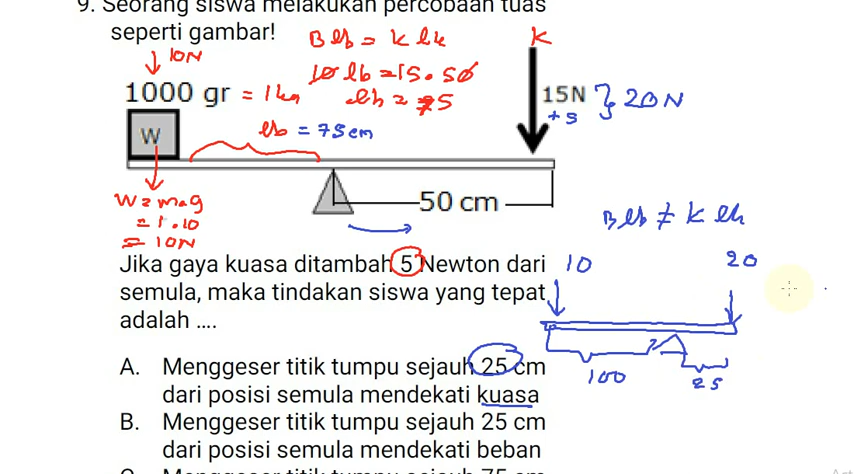 9. Seorang siswa melakukan percobaan tuas
seperti gambar!
B lb = k lk
K
10N
10 lb = 15 . 50
1000 gr = 1kg
lb = 75
15N } 20N
+ 5
lb = 75 cm
W
W = m.g
= 1.10
= 10N
50 cm
B lb ≠ k lk
Jika gaya kuasa ditambah 5 Newton dari
10
20
semula, maka tindakan siswa yang tepat
adalah ....
A. Menggeser titik tumpu sejauh 25 cm
100
25
dari posisi semula mendekati kuasa
B. Menggeser titik tumpu sejauh 25 cm
dari posisi semula mendekati beban